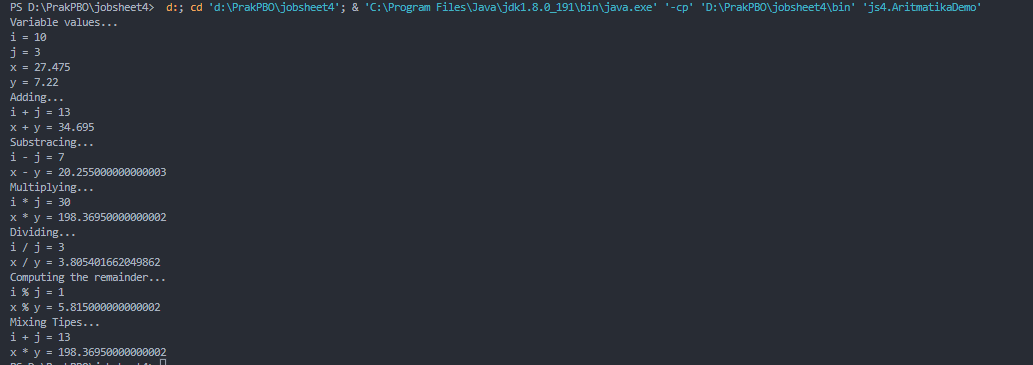 PS D:\PrakPBO\jobsheet4>  d:; cd 'd:\PrakPBO\jobsheet4'; & 'C:\Program Files\Java\jdk1.8.0_191\bin\java.exe' '-cp' 'D:\PrakPBO\jobsheet4\bin' 'js4.AritmatikaDemo'
Variable values...
i = 10
j = 3
x = 27.475
y = 7.22
Adding...
i + j = 13
x + y = 34.695
Substracing...
i - j = 7
x - y = 20.255000000000003
Multiplying...
i * j = 30
x * y = 198.36950000000002
Dividing...
i / j = 3
x / y = 3.805401662049862
Computing the remainder...
i % j = 1
x % y = 5.815000000000002
Mixing Tipes...
i + j = 13
x * y = 198.36950000000002